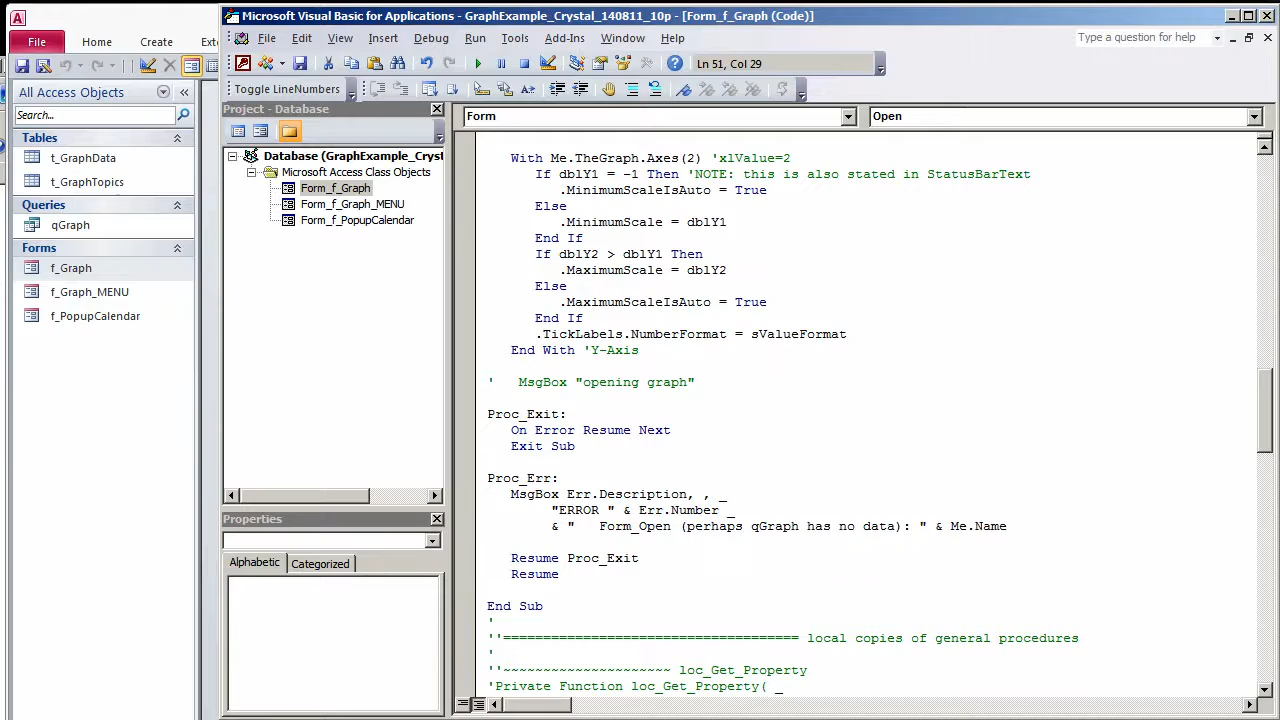 Microsoft Visual Basic for Applications - GraphExample_Crystal_140811_10p - [Form_f_Graph (Code)]
File Home Create Exter
File Edit View Insert Debug Run Tools Add-Ins Window Help
Type a question for help
Ln 51, Col 29
Toggle LineNumbers
All Access Objects
Search...
Tables
t_GraphData
t_GraphTopics
Queries
qGraph
Forms
f_Graph
f_Graph_MENU
f_PopupCalendar
Project - Database
Database (GraphExample_Cryst
Microsoft Access Class Objects
Form_f_Graph
Form_f_Graph_MENU
Form_f_PopupCalendar
Properties
Alphabetic Categorized
Form Open
With Me.TheGraph.Axes(2) 'xlValue=2
If dblY1 = -1 Then 'NOTE: this is also stated in StatusBarText
.MinimumScaleIsAuto = True
Else
.MinimumScale = dblY1
End If
If dblY2 > dblY1 Then
.MaximumScale = dblY2
Else
.MaximumScaleIsAuto = True
End If
.TickLabels.NumberFormat = sValueFormat
End With 'Y-Axis
' MsgBox "opening graph"
Proc_Exit:
On Error Resume Next
Exit Sub
Proc_Err:
MsgBox Err.Description, , _
"ERROR " & Err.Number _
& "   Form_Open (perhaps qGraph has no data): " & Me.Name
Resume Proc_Exit
Resume
End Sub
'
''===================================== local copies of general procedures
'
''~~~~~~~~~~~~~~~~~~~~~ loc_Get_Property
'Private Function loc_Get_Property( _